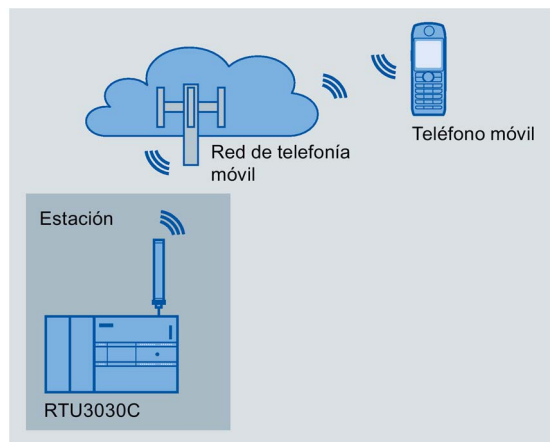 Teléfono móvil
Red de telefonía
móvil
Estación
RTU3030C